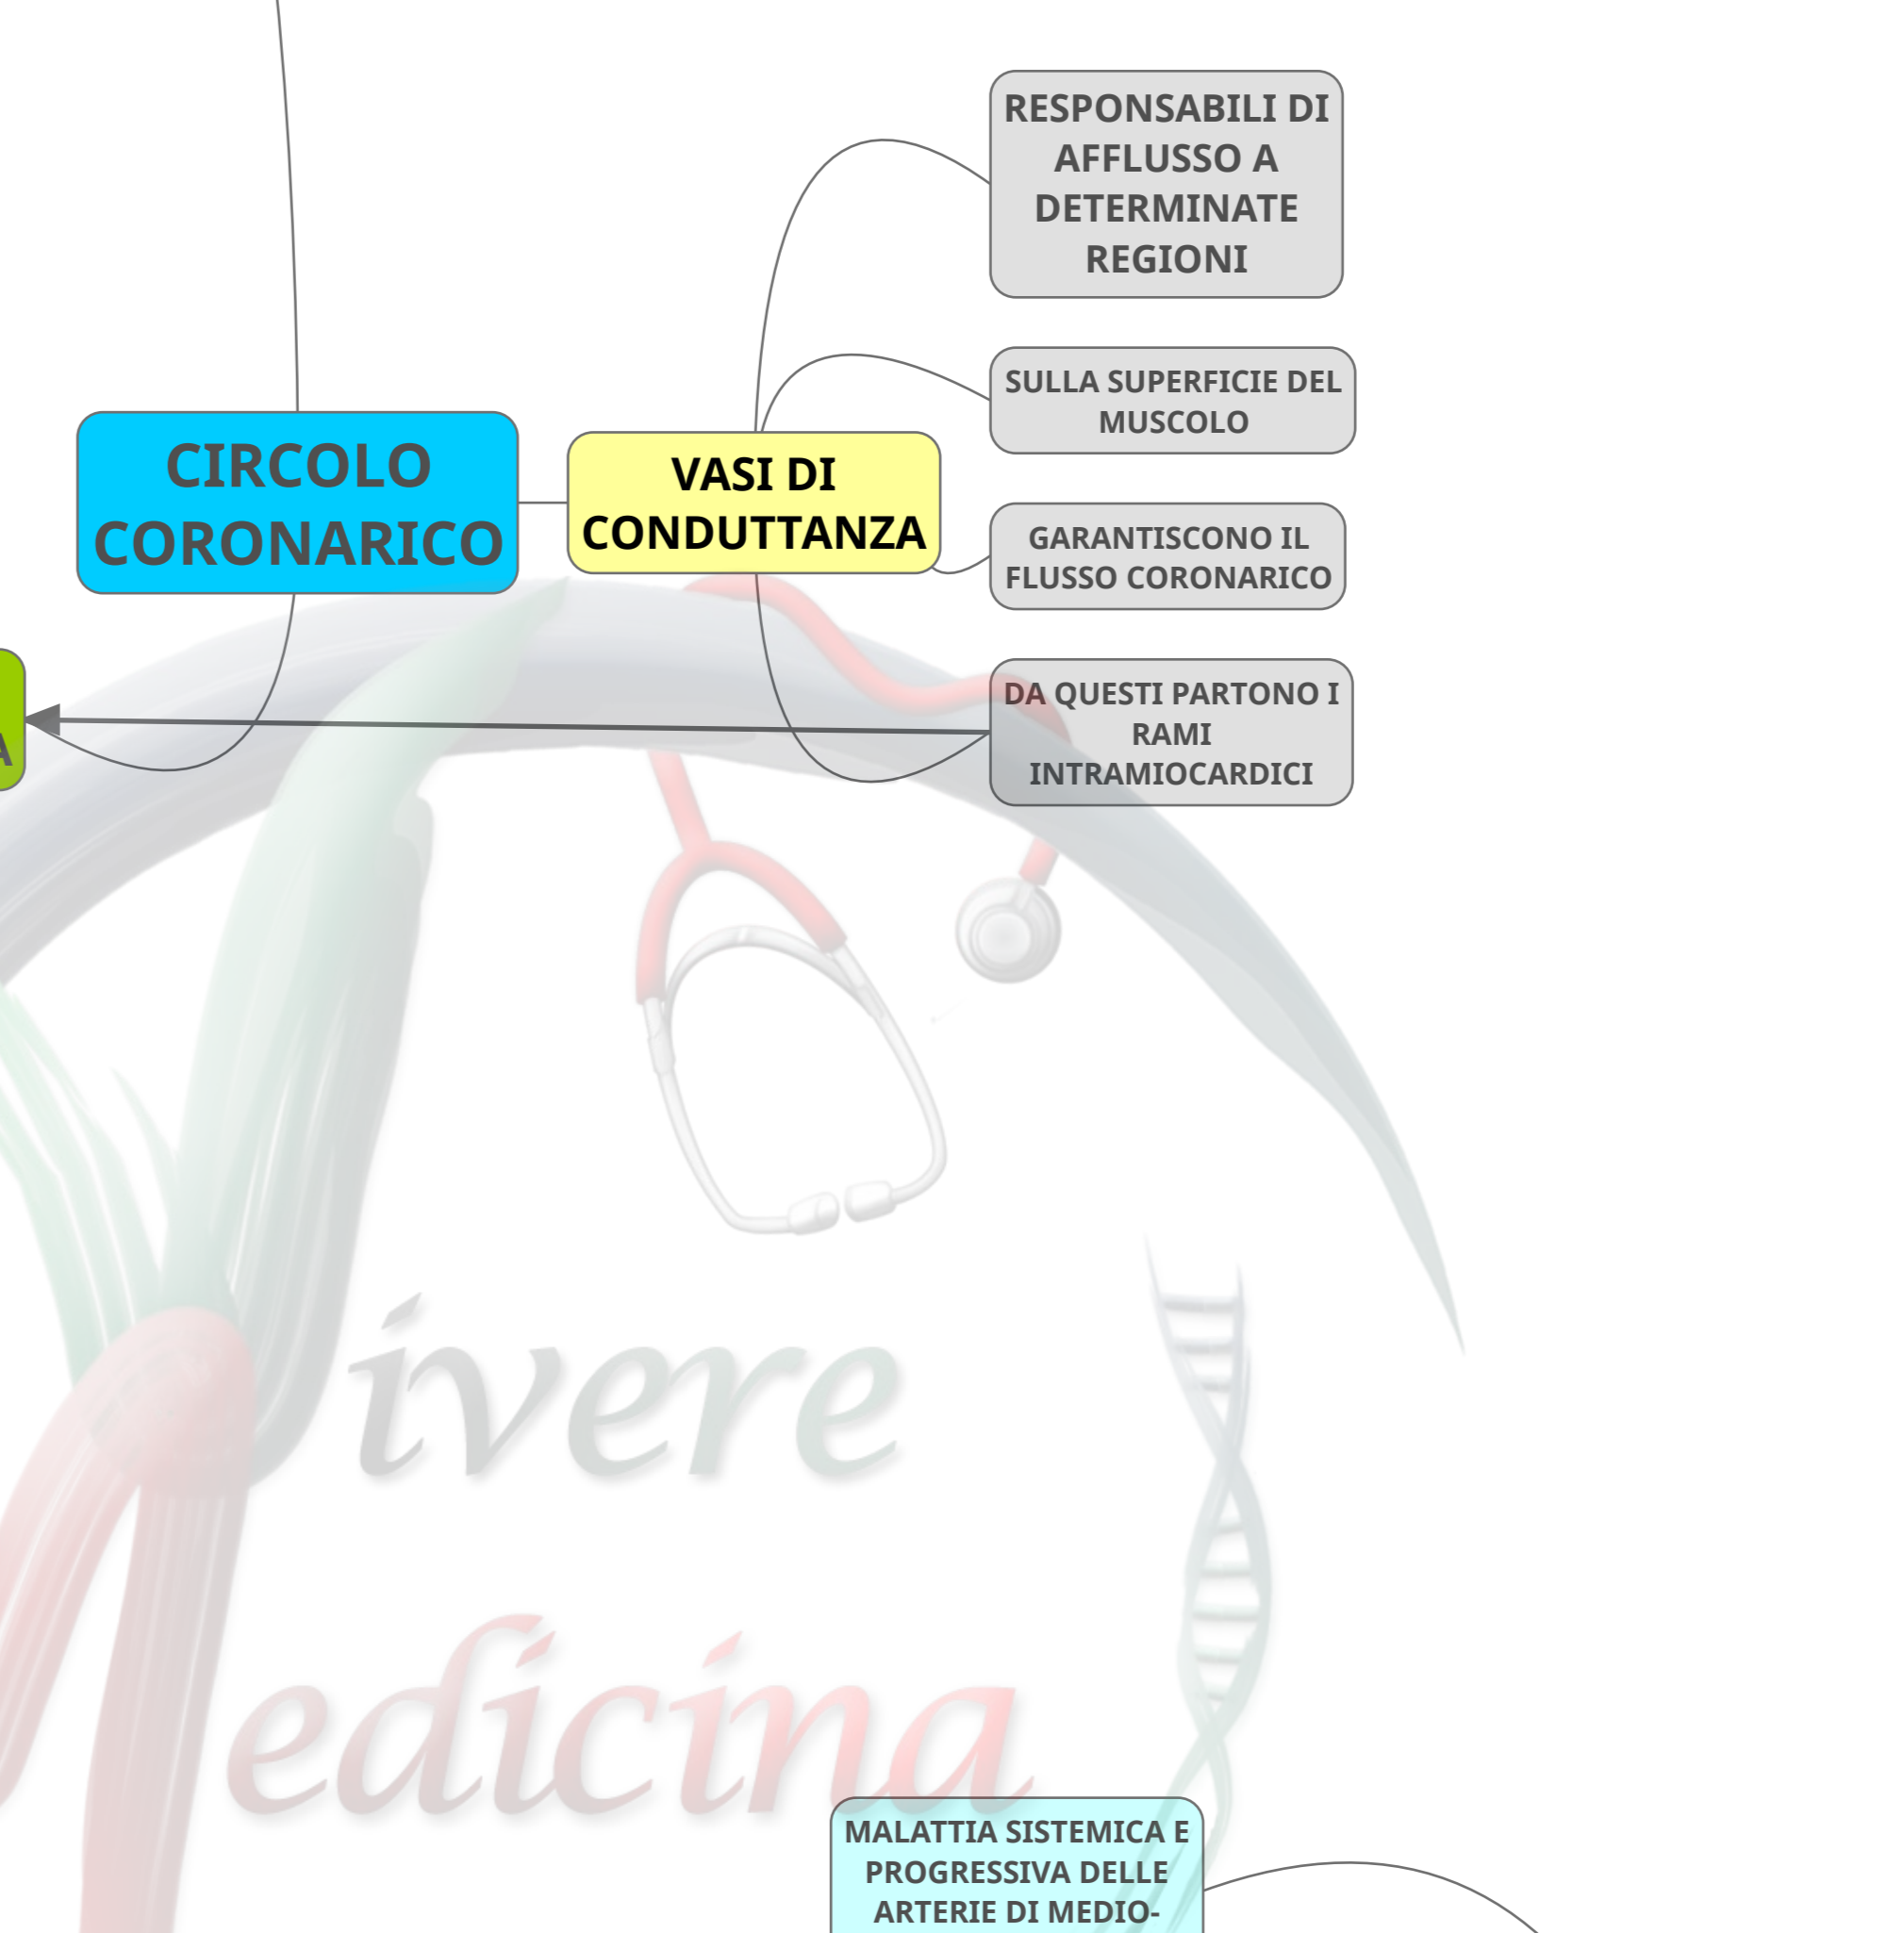 RESPONSABILI DI
AFFLUSSO A
DETERMINATE
REGIONI
SULLA SUPERFICIE DEL
MUSCOLO
CIRCOLO
CORONARICO
VASI DI
CONDUTTANZA
GARANTISCONO IL
FLUSSO CORONARICO
DA QUESTI PARTONO I
RAMI
INTRAMIOCARDICI
A
ivere
edicina
MALATTIA SISTEMICA E
PROGRESSIVA DELLE
ARTERIE DI MEDIO-